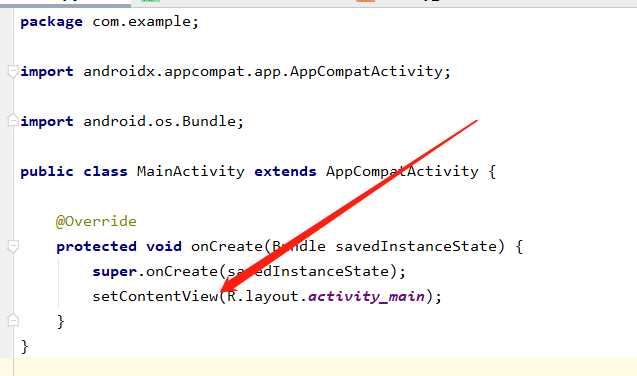 package com.example;
import androidx.appcompat.app.AppCompatActivity;
import android.os.Bundle;
public class MainActivity extends AppCompatActivity {
@Override
protected void onCreate(Bundle savedInstanceState) {
super.onCreate(savedInstanceState);
setContentView(R.layout.activity_main);
}
}